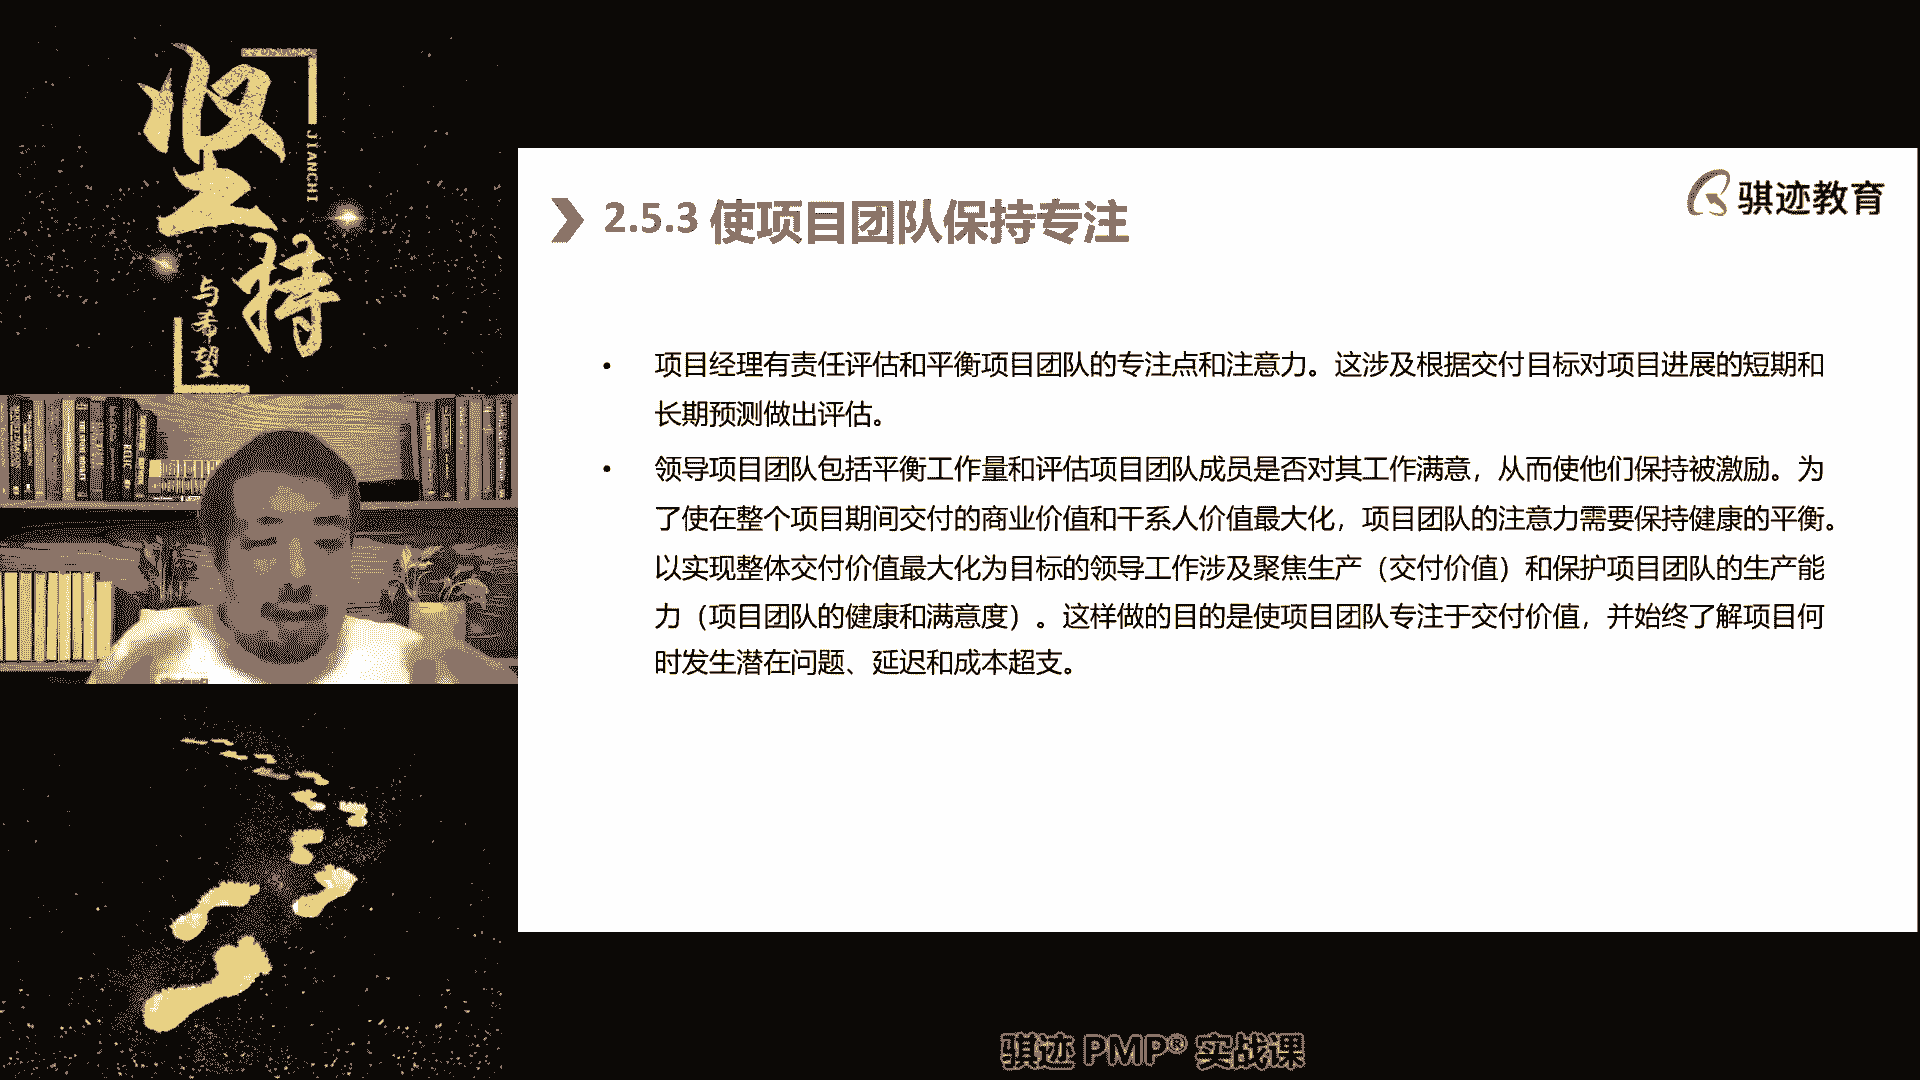 坚持
JIANCHI
与希望
骐迹教育
2.5.3 使项目团队保持专注
• 项目经理有责任评估和平衡项目团队的专注点和注意力。这涉及根据交付目标对项目进展的短期和
长期预测做出评估。
• 领导项目团队包括平衡工作量和评估项目团队成员是否对其工作满意，从而使他们保持被激励。为
了使在整个项目期间交付的商业价值和干系人价值最大化，项目团队的注意力需要保持健康的平衡。
以实现整体交付价值最大化为目标的领导工作涉及聚焦生产（交付价值）和保护项目团队的生产能
力（项目团队的健康和满意度）。这样做的目的是使项目团队专注于交付价值，并始终了解项目何
时发生潜在问题、延迟和成本超支。
骐迹 PMP® 实战课